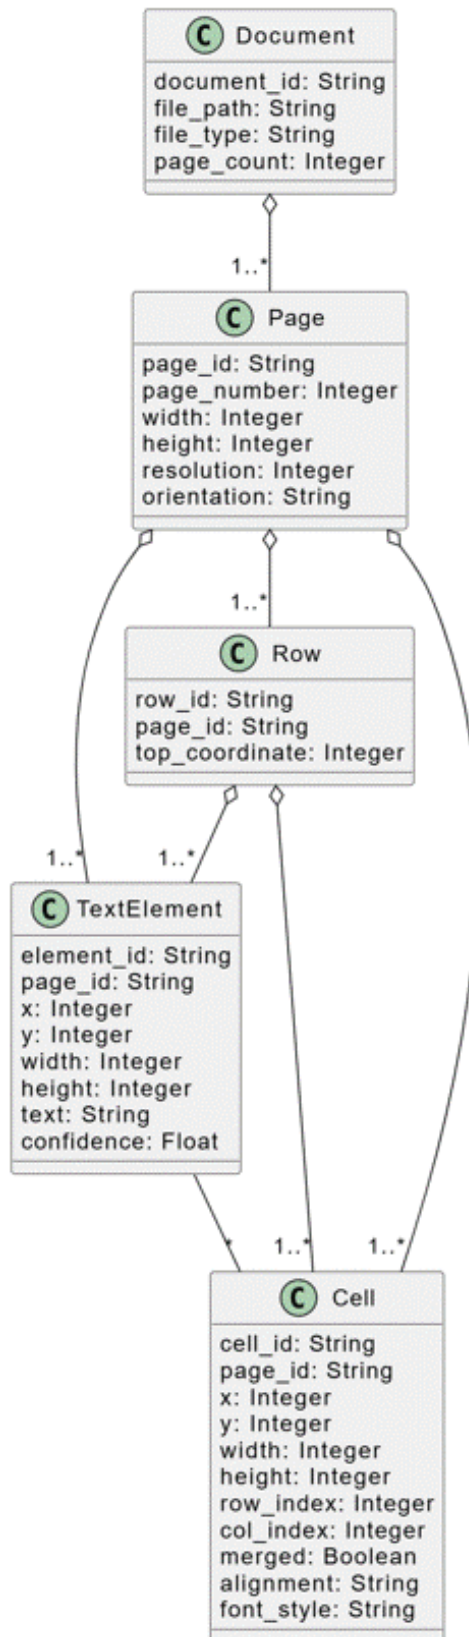 C Document
document_id: String
file_path: String
file_type: String
page_count: Integer
1..*
C Page
page_id: String
page_number: Integer
width: Integer
height: Integer
resolution: Integer
orientation: String
1..*
C Row
row_id: String
page_id: String
top_coordinate: Integer
1..* 1..*
C TextElement
element_id: String
page_id: String
x: Integer
y: Integer
width: Integer
height: Integer
text: String
confidence: Float
* 1..* 1..*
C Cell
cell_id: String
page_id: String
x: Integer
y: Integer
width: Integer
height: Integer
row_index: Integer
col_index: Integer
merged: Boolean
alignment: String
font_style: String